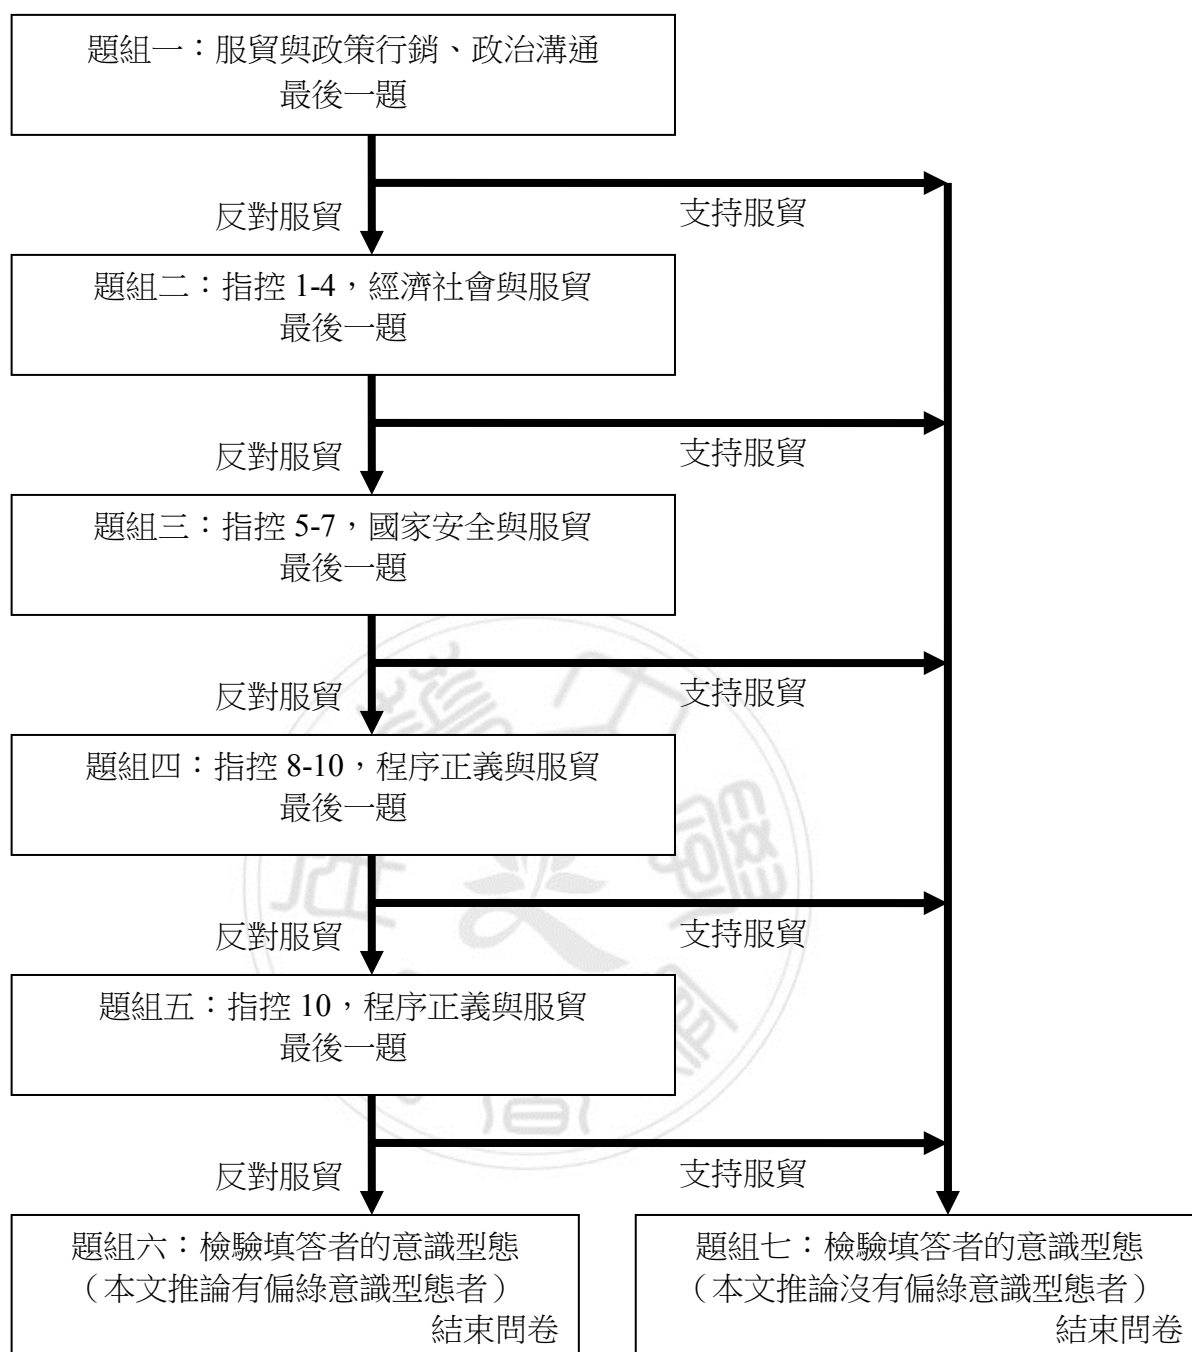 題組一：服貿與政策行銷、政治溝通
最後一題
反對服貿
支持服貿
題組二：指控 1-4，經濟社會與服貿
最後一題
反對服貿
支持服貿
題組三：指控 5-7，國家安全與服貿
最後一題
反對服貿
支持服貿
題組四：指控 8-10，程序正義與服貿
最後一題
反對服貿
支持服貿
題組五：指控 10，程序正義與服貿
最後一題
反對服貿
支持服貿
題組六：檢驗填答者的意識型態
（本文推論有偏綠意識型態者）
結束問卷
題組七：檢驗填答者的意識型態
（本文推論沒有偏綠意識型態者）
結束問卷